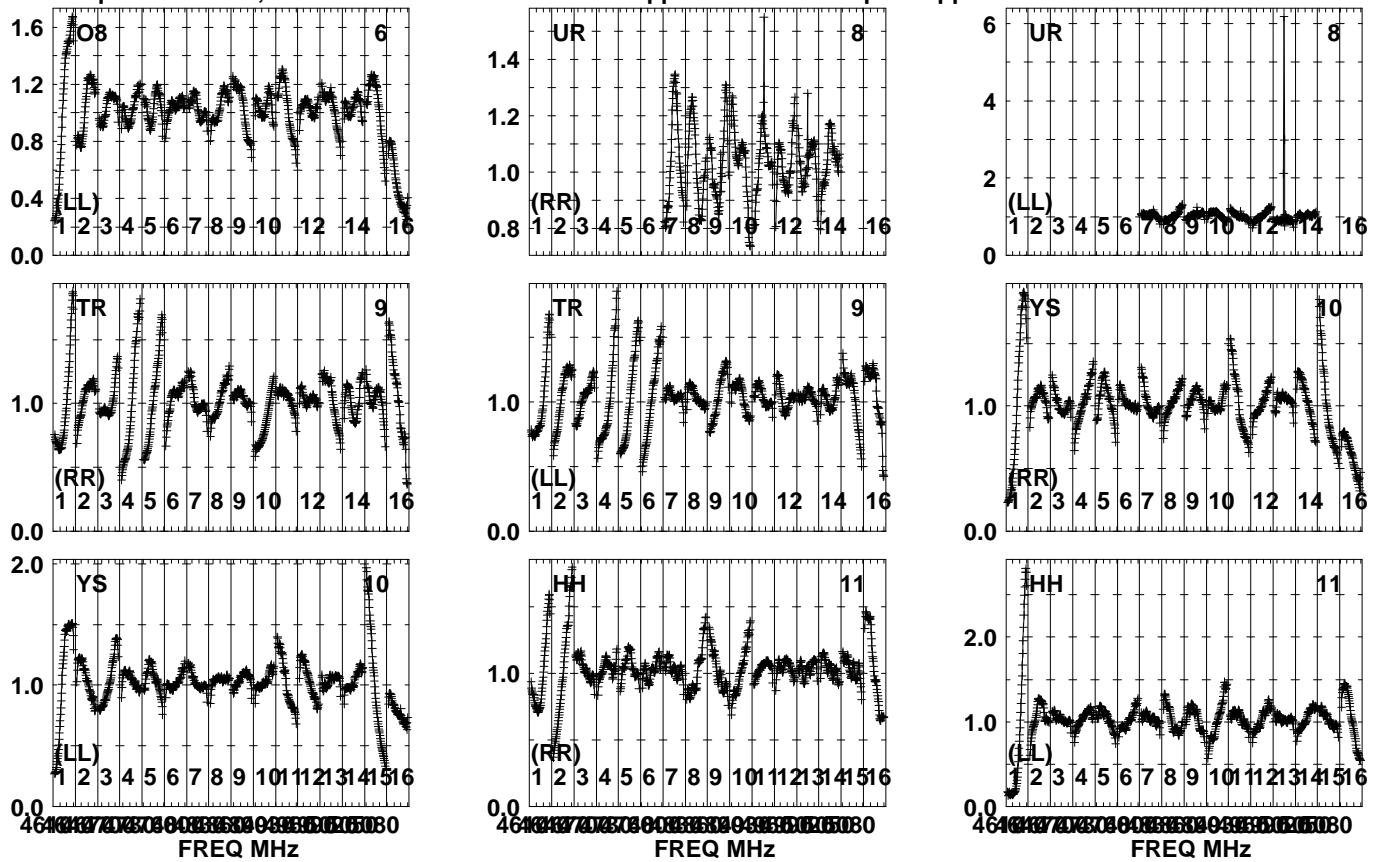 1.6 O8 6
1.2
0.8
0.4 (LL)
1 2 3 4 5 6 7 8 9 10 12 14 16
0.0
UR 8
1.4
1.2
1.0
(RR)
0.8 1 2 3 4 5 6 7 8 9 10 12 14 16
6 UR 8
4
2
(LL)
1 2 3 4 5 6 7 8 9 10 12 14 16
0
TR 9
1.0
(RR)
1 2 3 4 5 6 7 8 9 10 12 14 16
0.0
TR 9
1.0
(LL)
1 2 3 4 5 6 7 8 9 10 12 14 16
0.0
YS 10
1.0
(RR)
1 2 3 4 5 6 7 8 9 10 12 14 16
0.0
2.0
YS 10
1.0
(LL)
1 2 3 4 5 6 7 8 9 10 11 12 13 14 15 16
0.0
FREQ MHz
HH 11
1.0
(RR)
1 2 3 4 5 6 7 8 9 10 11 12 13 14 15 16
0.0
FREQ MHz
HH 11
2.0
1.0
(LL)
1 2 3 4 5 6 7 8 9 10 11 12 13 14 15 16
0.0
FREQ MHz